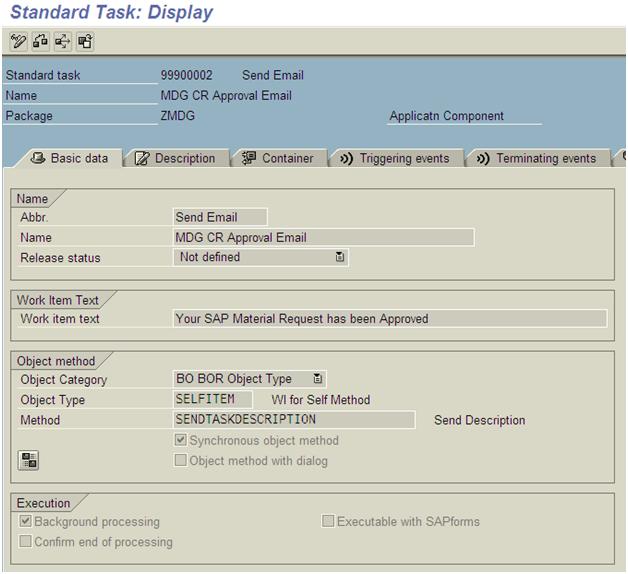 Standard Task: Display
Standard task 99900002 Send Email
Name MDG CR Approval Email
Package ZMDG Applicatn Component
Basic data Description Container Triggering events Terminating events
Name
Abbr. Send Email
Name MDG CR Approval Email
Release status Not defined
Work Item Text
Work item text Your SAP Material Request has been Approved
Object method
Object Category BO BOR Object Type
Object Type SELFITEM WI for Self Method
Method SENDTASKDESCRIPTION Send Description
Synchronous object method
Object method with dialog
Execution
Background processing Executable with SAPforms
Confirm end of processing